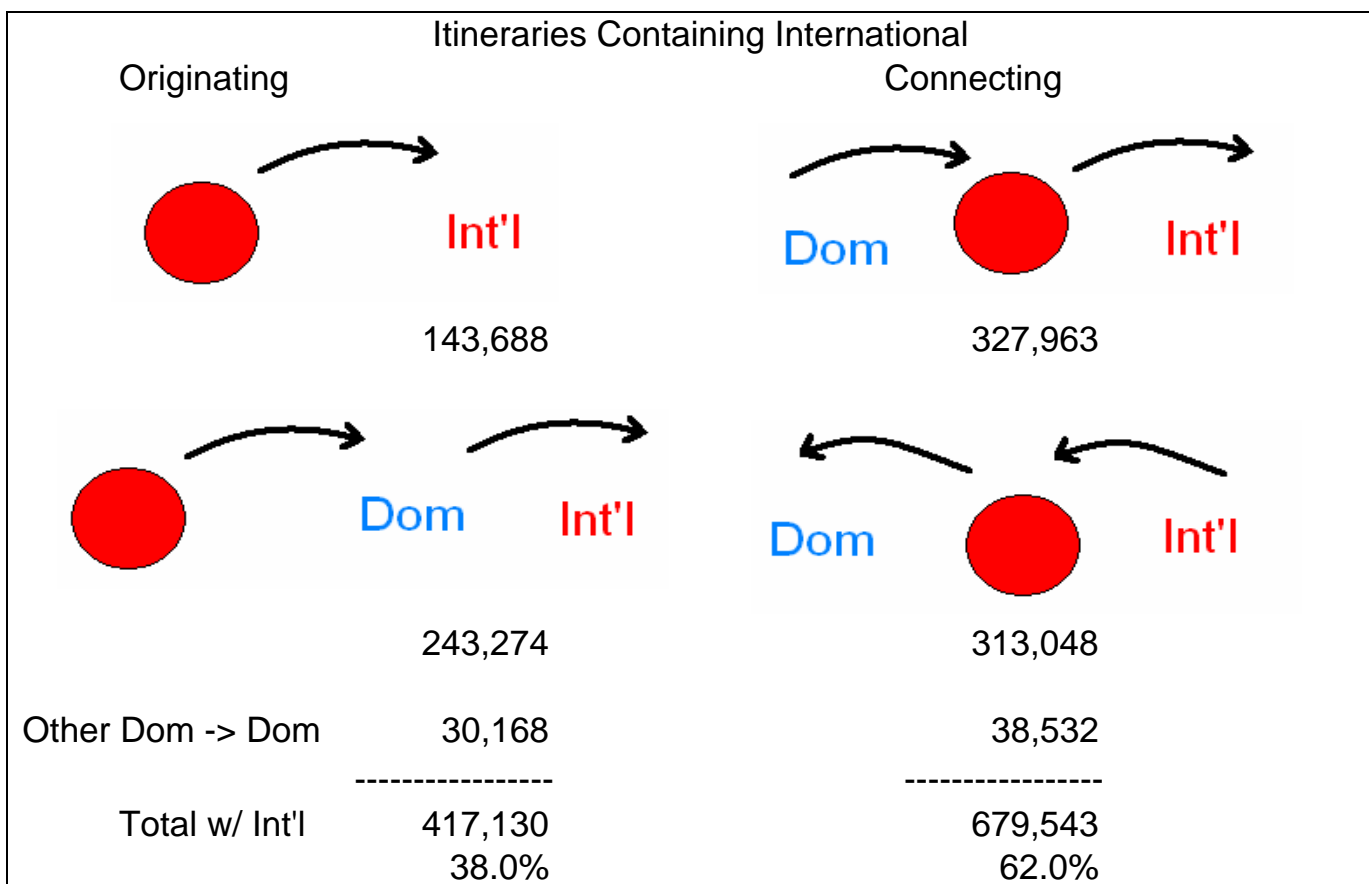 Itineraries Containing International
Originating Connecting
Int'l Dom Int'l
143,688 327,963
Dom Int'l Dom Int'l
243,274 313,048
Other Dom -> Dom 30,168 38,532
----------------- -----------------
Total w/ Int'l 417,130 679,543
38.0% 62.0%